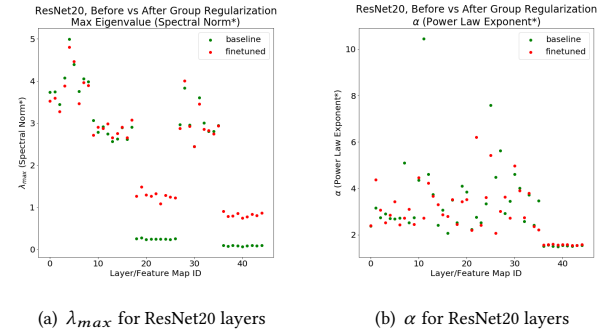 ResNet20, Before vs After Group Regularization
Max Eigenvalue (Spectral Norm*)
baseline
finetuned
5
4
3
2
1
0
λmax (Spectral Norm*)
0 10 20 30 40
Layer/Feature Map ID
(a) λmax for ResNet20 layers
ResNet20, Before vs After Group Regularization
α (Power Law Exponent*)
baseline
finetuned
10
8
6
4
2
α (Power Law Exponent*)
0 10 20 30 40
Layer/Feature Map ID
(b) α for ResNet20 layers